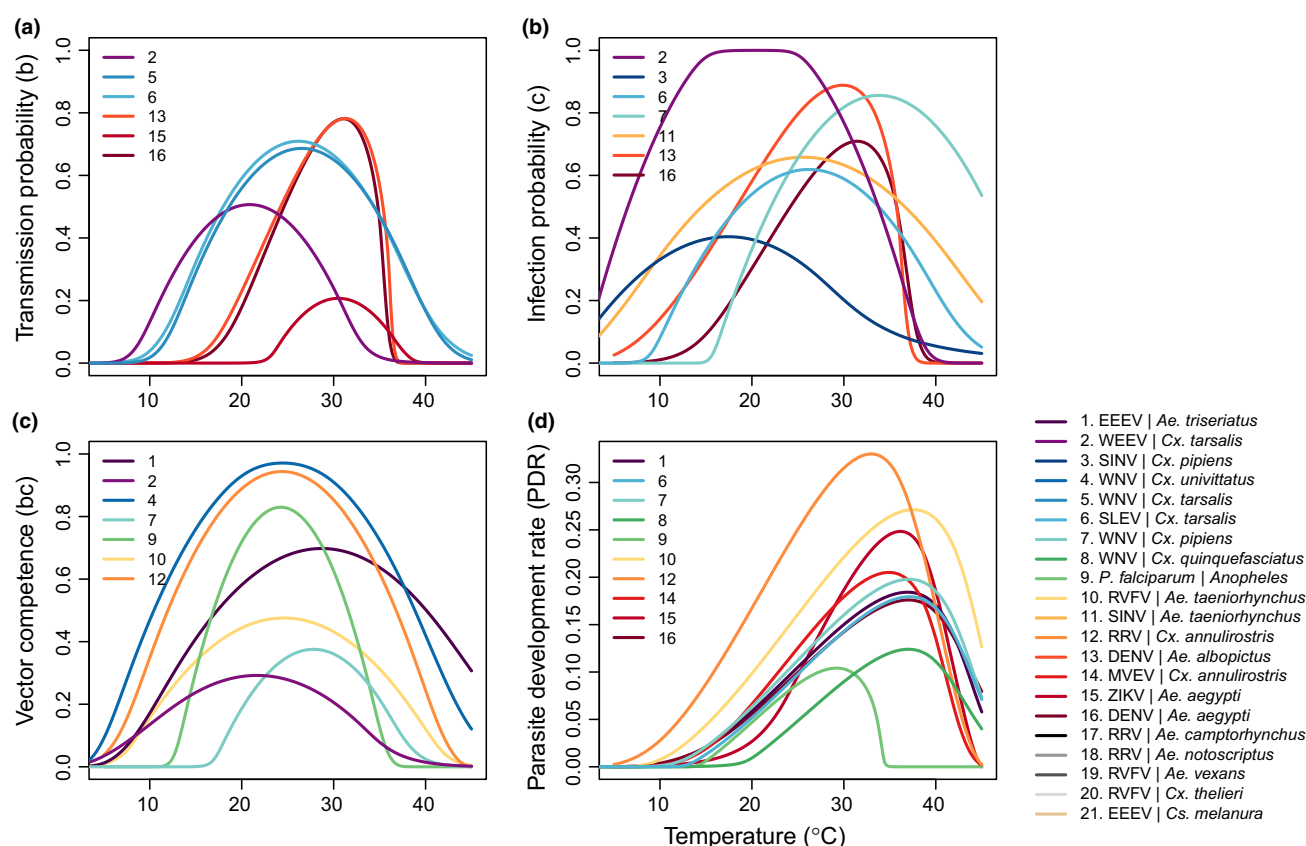 (a)
Transmission probability (b)
1.0
0.8
0.6
0.4
0.2
0.0
2
5
6
13
15
16
10
20
30
40
(b)
Infection probability (c)
1.0
0.8
0.6
0.4
0.2
0.0
2
3
6
7
11
13
16
10
20
30
40
(c)
Vector competence (bc)
1.0
0.8
0.6
0.4
0.2
0.0
1
2
4
7
9
10
12
10
20
30
40
(d)
Parasite development rate (PDR)
0.30
0.25
0.20
0.15
0.10
0.05
0.00
1
6
7
8
9
10
12
14
15
16
10
20
30
40
Temperature (°C)
1. EEEV | Ae. triseriatus
2. WEEV | Cx. tarsalis
3. SINV | Cx. pipiens
4. WNV | Cx. univittatus
5. WNV | Cx. tarsalis
6. SLEV | Cx. tarsalis
7. WNV | Cx. pipiens
8. WNV | Cx. quinquefasciatus
9. P. falciparum | Anopheles
10. RVFV | Ae. taeniorhynchus
11. SINV | Ae. taeniorhynchus
12. RRV | Cx. annulirostris
13. DENV | Ae. albopictus
14. MVEV | Cx. annulirostris
15. ZIKV | Ae. aegypti
16. DENV | Ae. aegypti
17. RRV | Ae. camptorhynchus
18. RRV | Ae. notoscriptus
19. RVFV | Ae. vexans
20. RVFV | Cx. thelieri
21. EEEV | Cs. melanura